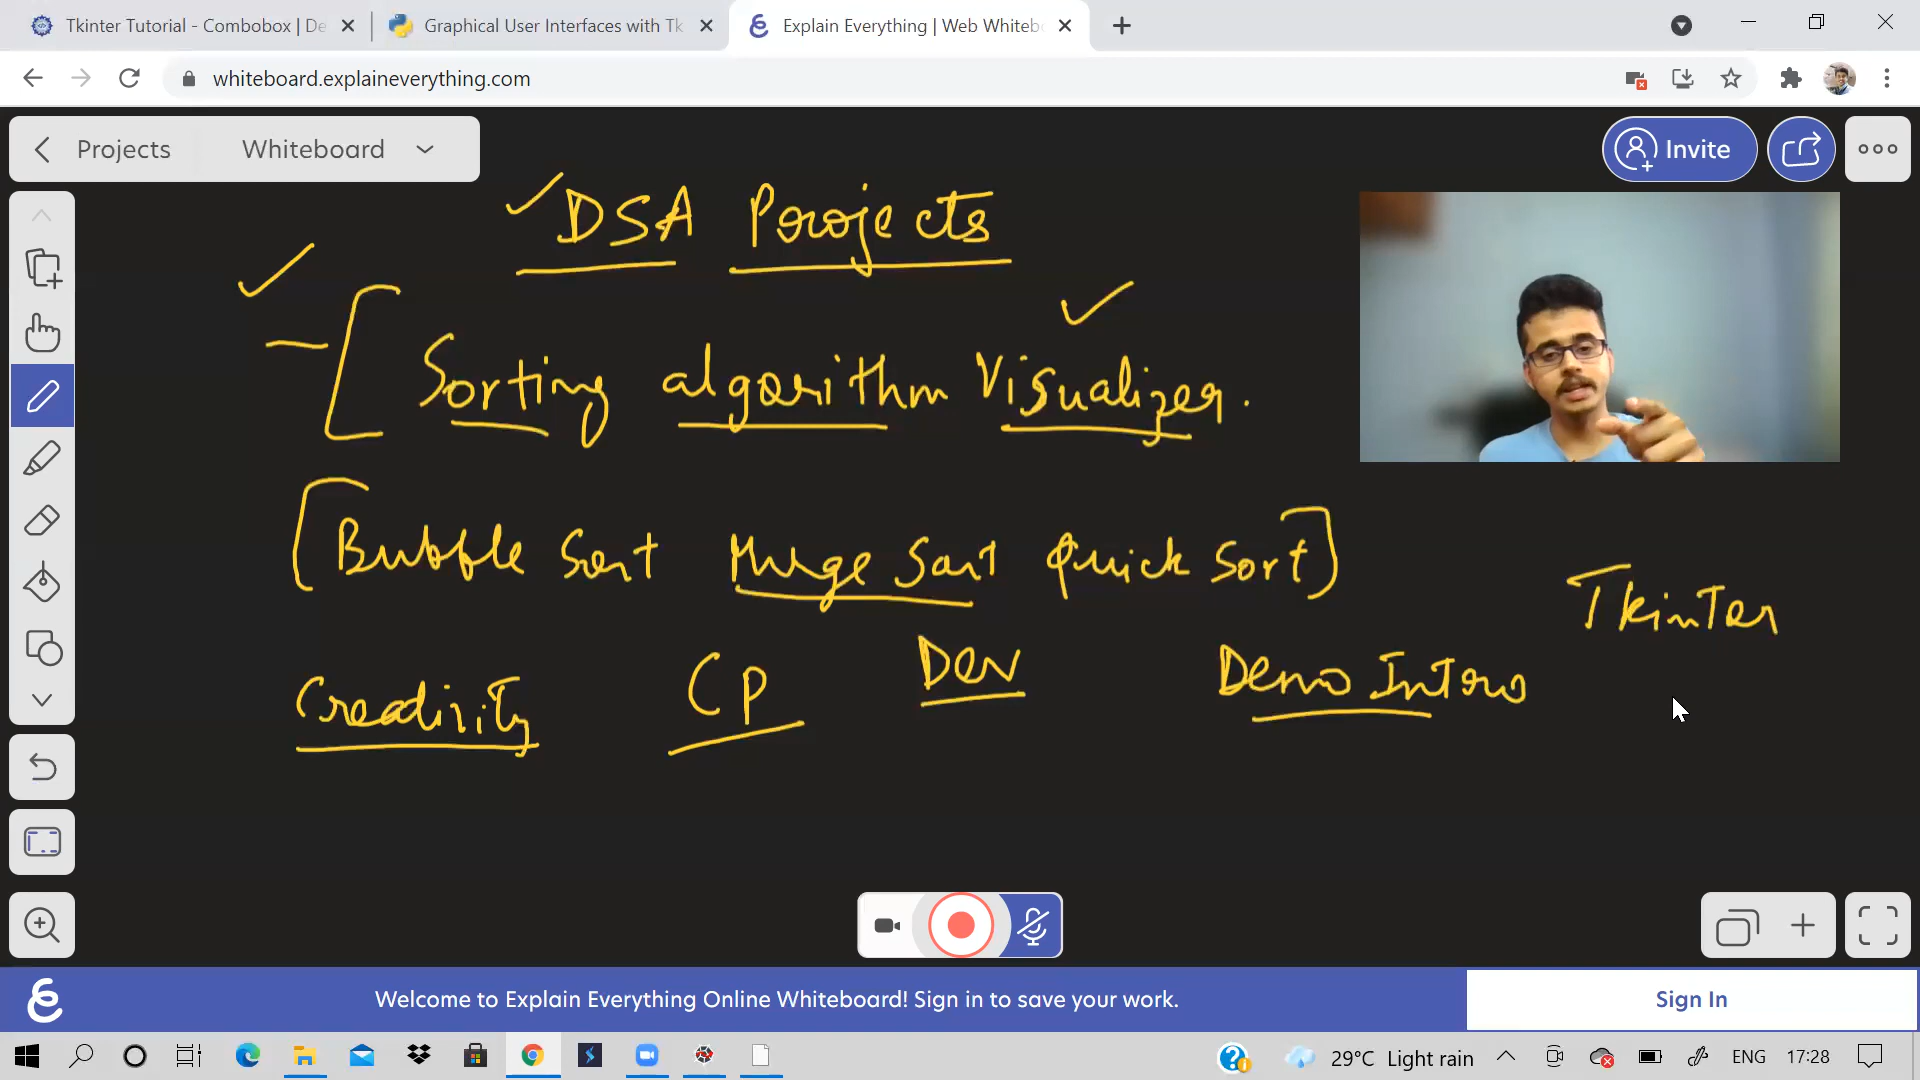 Tkinter Tutorial - Combobox | De
Graphical User Interfaces with Tk
Explain Everything | Web Whitebo
whiteboard.explaineverything.com
Projects
Whiteboard
Invite
DSA Projects
Sorting algorithm Visualizer.
Bubble Sort Merge Sort Quick Sort
Tkinter
Creativity CP Dev Demo Intro
Welcome to Explain Everything Online Whiteboard! Sign in to save your work.
Sign In
29°C Light rain
ENG
17:28